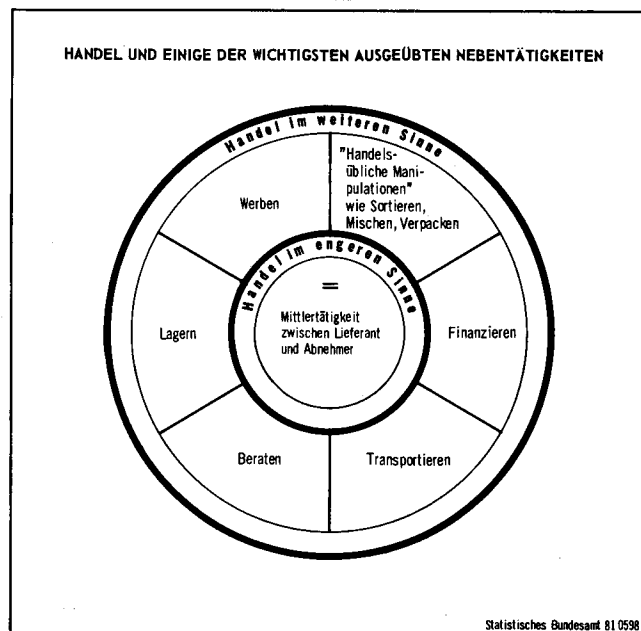 HANDEL UND EINIGE DER WICHTIGSTEN AUSGEÜBTEN NEBENTÄTIGKEITEN
Handel im weiteren Sinne
"Handels-
übliche Mani-
pulationen"
wie Sortieren,
Mischen, Verpacken
Werben
Handel im engeren Sinne
=
Mittlertätigkeit
zwischen Lieferant
und Abnehmer
Lagern
Finanzieren
Beraten
Transportieren
Statistisches Bundesamt 81 0598